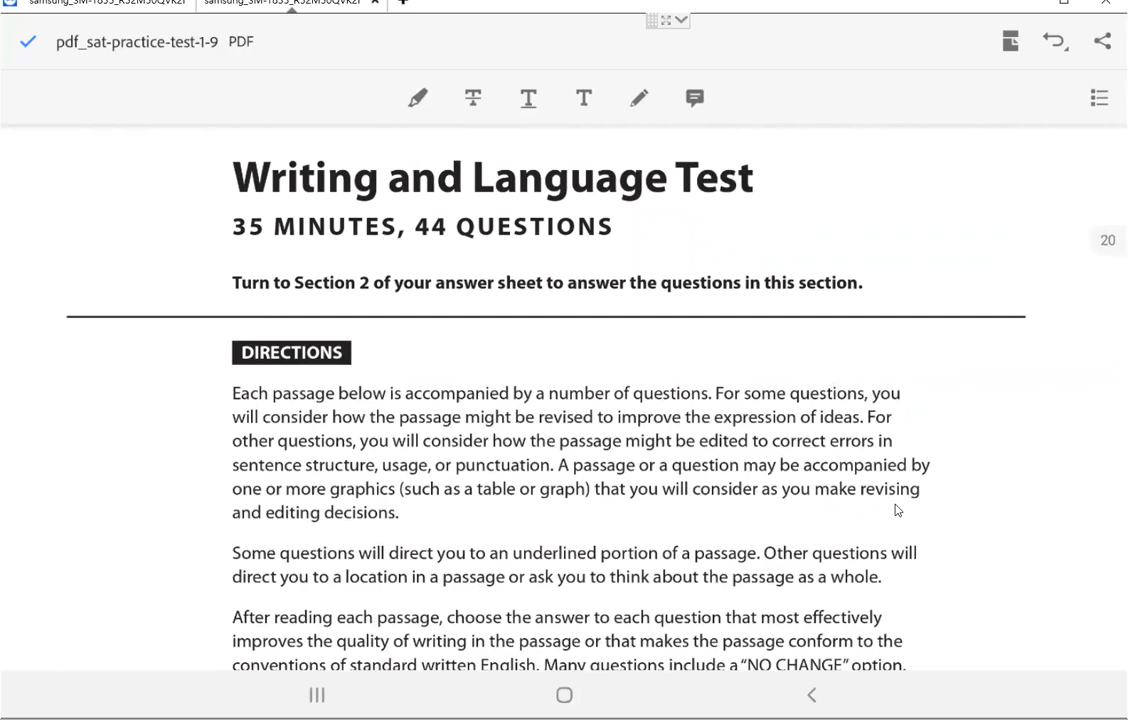 pdf_sat-practice-test-1-9 PDF
Writing and Language Test
35 MINUTES, 44 QUESTIONS
20
Turn to Section 2 of your answer sheet to answer the questions in this section.
DIRECTIONS
Each passage below is accompanied by a number of questions. For some questions, you
will consider how the passage might be revised to improve the expression of ideas. For
other questions, you will consider how the passage might be edited to correct errors in
sentence structure, usage, or punctuation. A passage or a question may be accompanied by
one or more graphics (such as a table or graph) that you will consider as you make revising
and editing decisions.
Some questions will direct you to an underlined portion of a passage. Other questions will
direct you to a location in a passage or ask you to think about the passage as a whole.
After reading each passage, choose the answer to each question that most effectively
improves the quality of writing in the passage or that makes the passage conform to the
conventions of standard written English. Many questions include a “NO CHANGE” option.